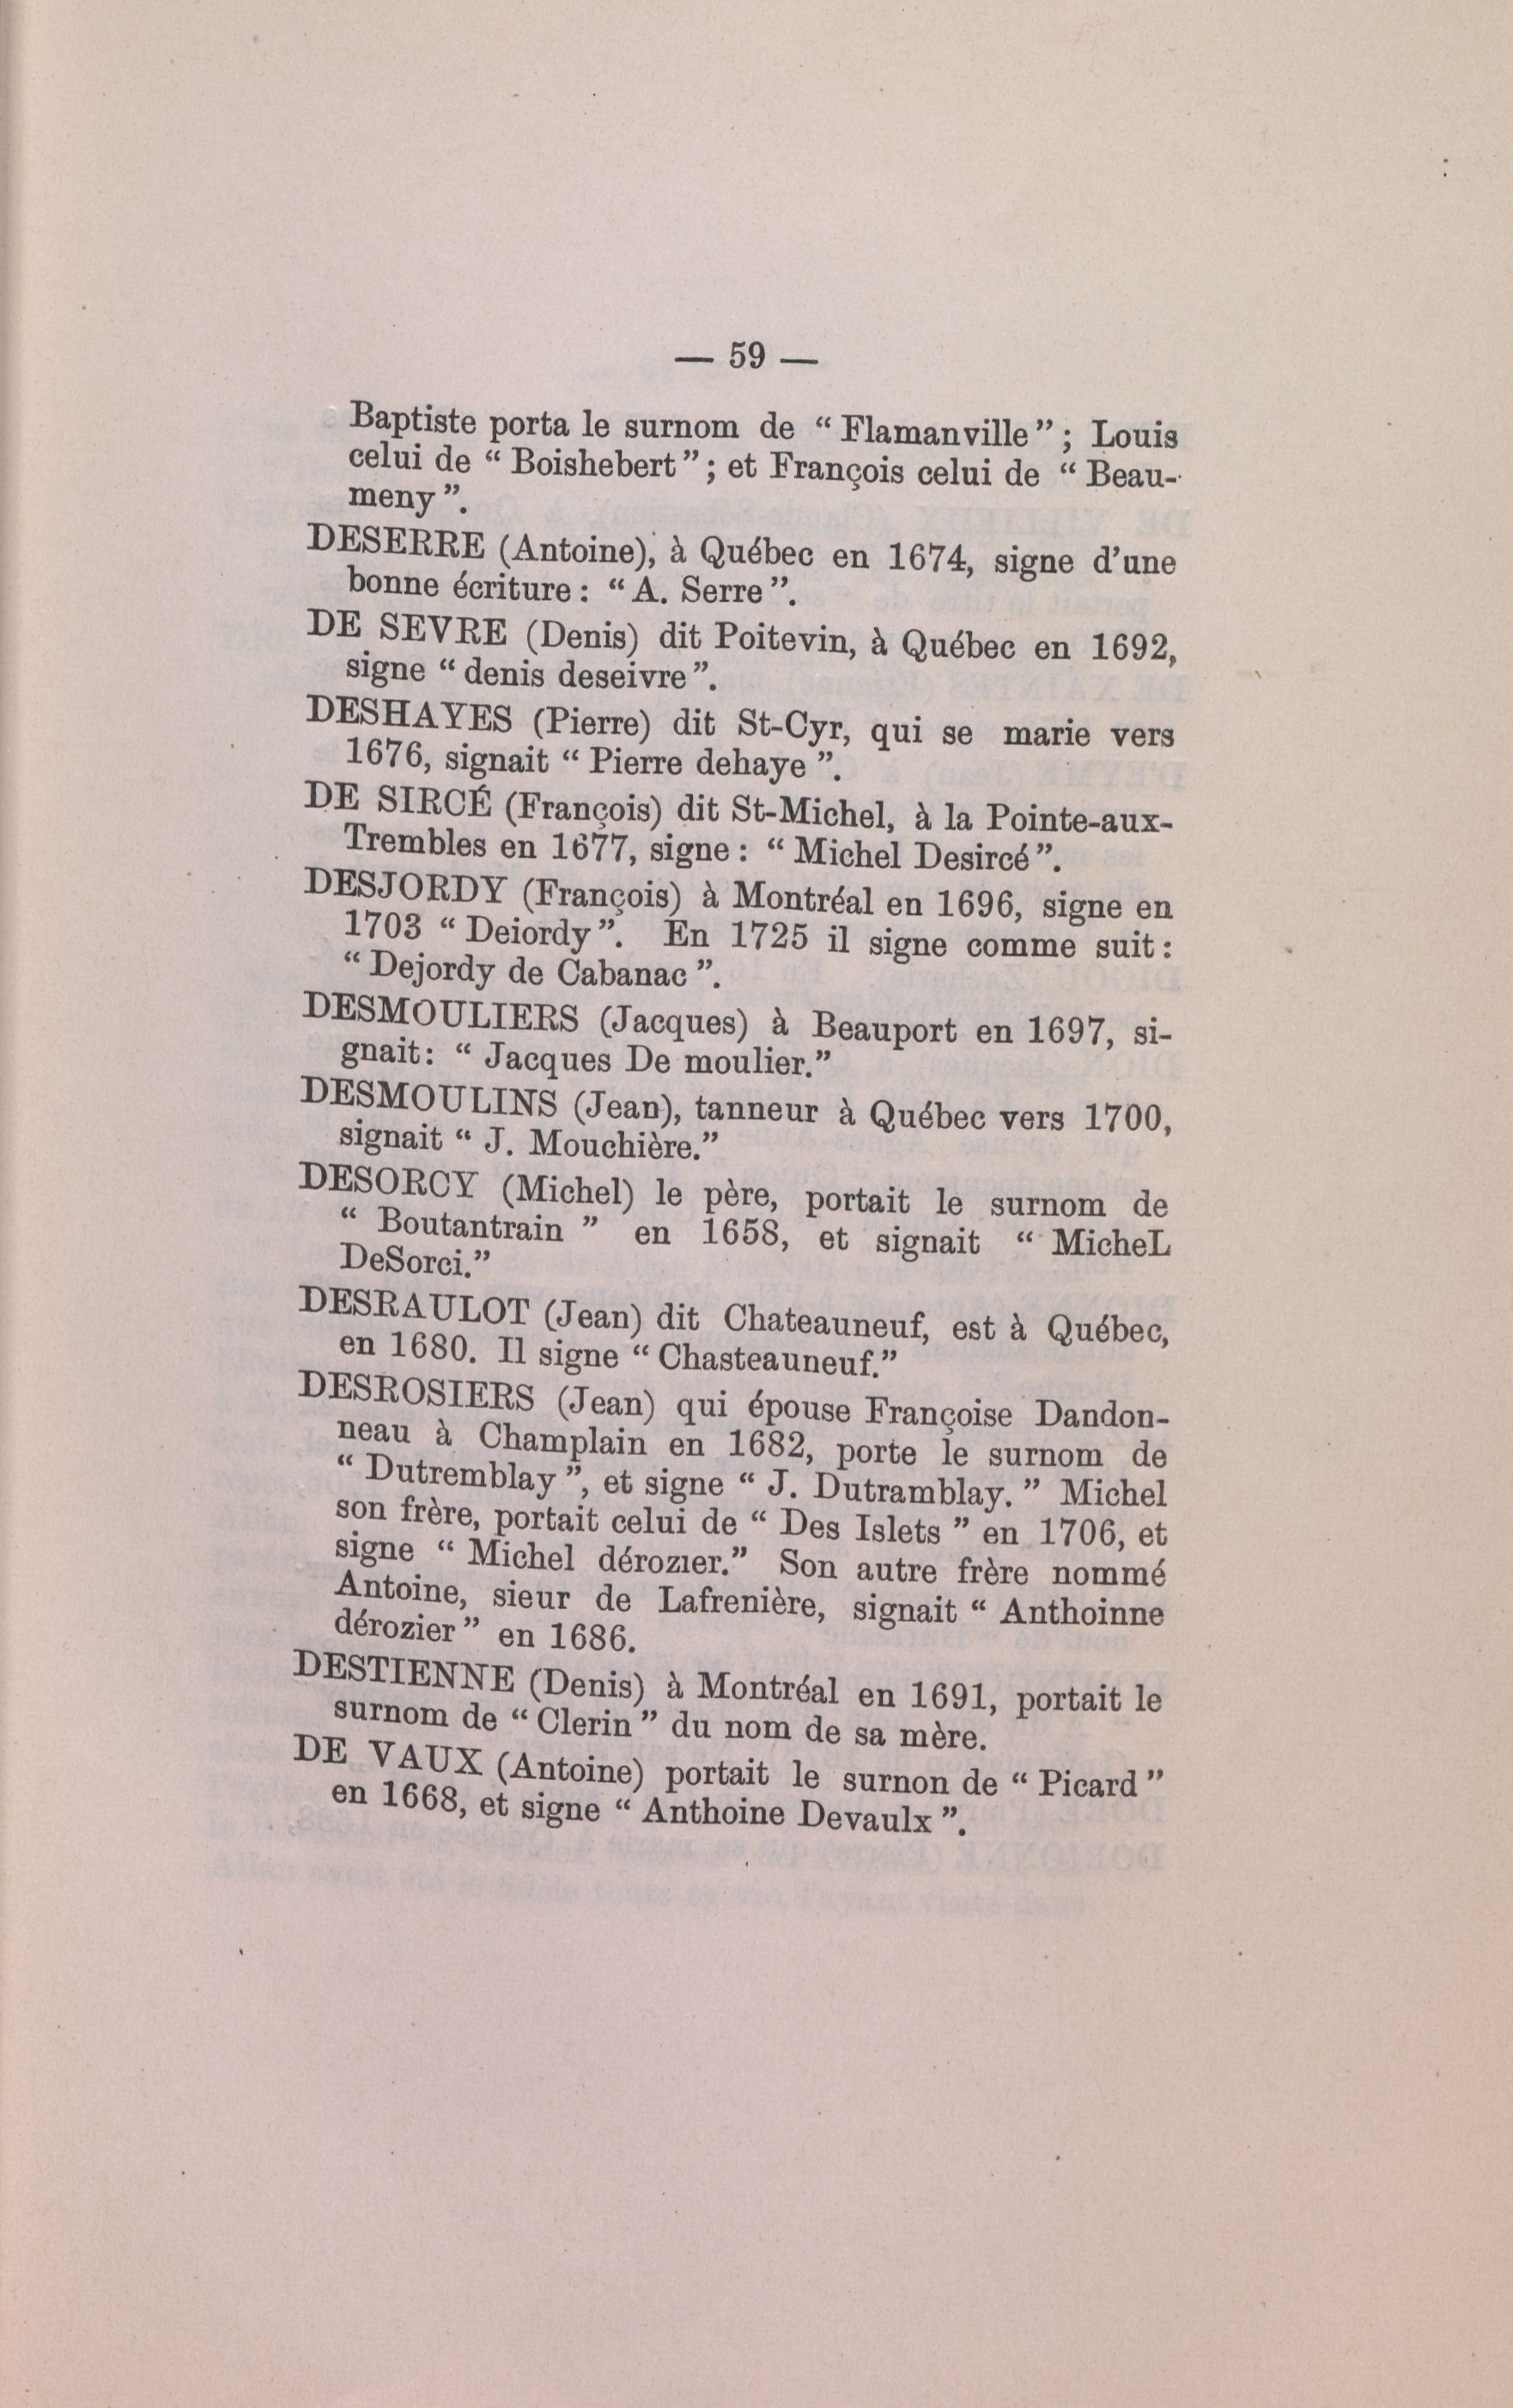 — 59 —
Baptiste porta le surnom de “ Flamanville ” ; Louis
celui de “ Boishebert ” ; et François celui de “ Beau-
meny ”.
DESERRE (Antoine), à Québec en 1674, signe d’une
bonne écriture : “ A. Serre ”.
DE SEVRE (Denis) dit Poitevin, à Québec en 1692,
signe “ denis deseivre ”.
DESHAYES (Pierre) dit St-Cyr, qui se marie vers
1676, signait “ Pierre dehaye ”.
DE SIRCÉ (François) dit St-Michel, à la Pointe-aux-
Trembles en 1677, signe : “ Michel Desircé ”.
DESJORDY (François) à Montréal en 1696, signe en
1703 “ Deiordy ”. En 1725 il signe comme suit :
“ Dejordy de Cabanac ”.
DESMOULIERS (Jacques) à Beauport en 1697, si-
gnait: “ Jacques De moulier.”
DESMOULINS (Jean), tanneur à Québec vers 1700,
signait “ J. Mouchière.”
DESORCY (Michel) le père, portait le surnom de
“ Boutantrain ” en 1658, et signait “ MicheL
DeSorci.”
DESRAULOT (Jean) dit Chateauneuf, est à Québec,
en 1680. Il signe “ Chasteauneuf.”
DESROSIERS (Jean) qui épouse Françoise Dandon-
neau à Champlain en 1682, porte le surnom de
“ Dutremblay ”, et signe “ J. Dutramblay. ” Michel
son frère, portait celui de “ Des Islets ” en 1706, et
signe “ Michel dérozier.” Son autre frère nommé
Antoine, sieur de Lafrenière, signait “ Anthoinne
dérozier ” en 1686.
DESTIENNE (Denis) à Montréal en 1691, portait le
surnom de “ Clerin ” du nom de sa mère.
DE VAUX (Antoine) portait le surnon de “ Picard ”
en 1668, et signe “ Anthoine Devaulx ”.